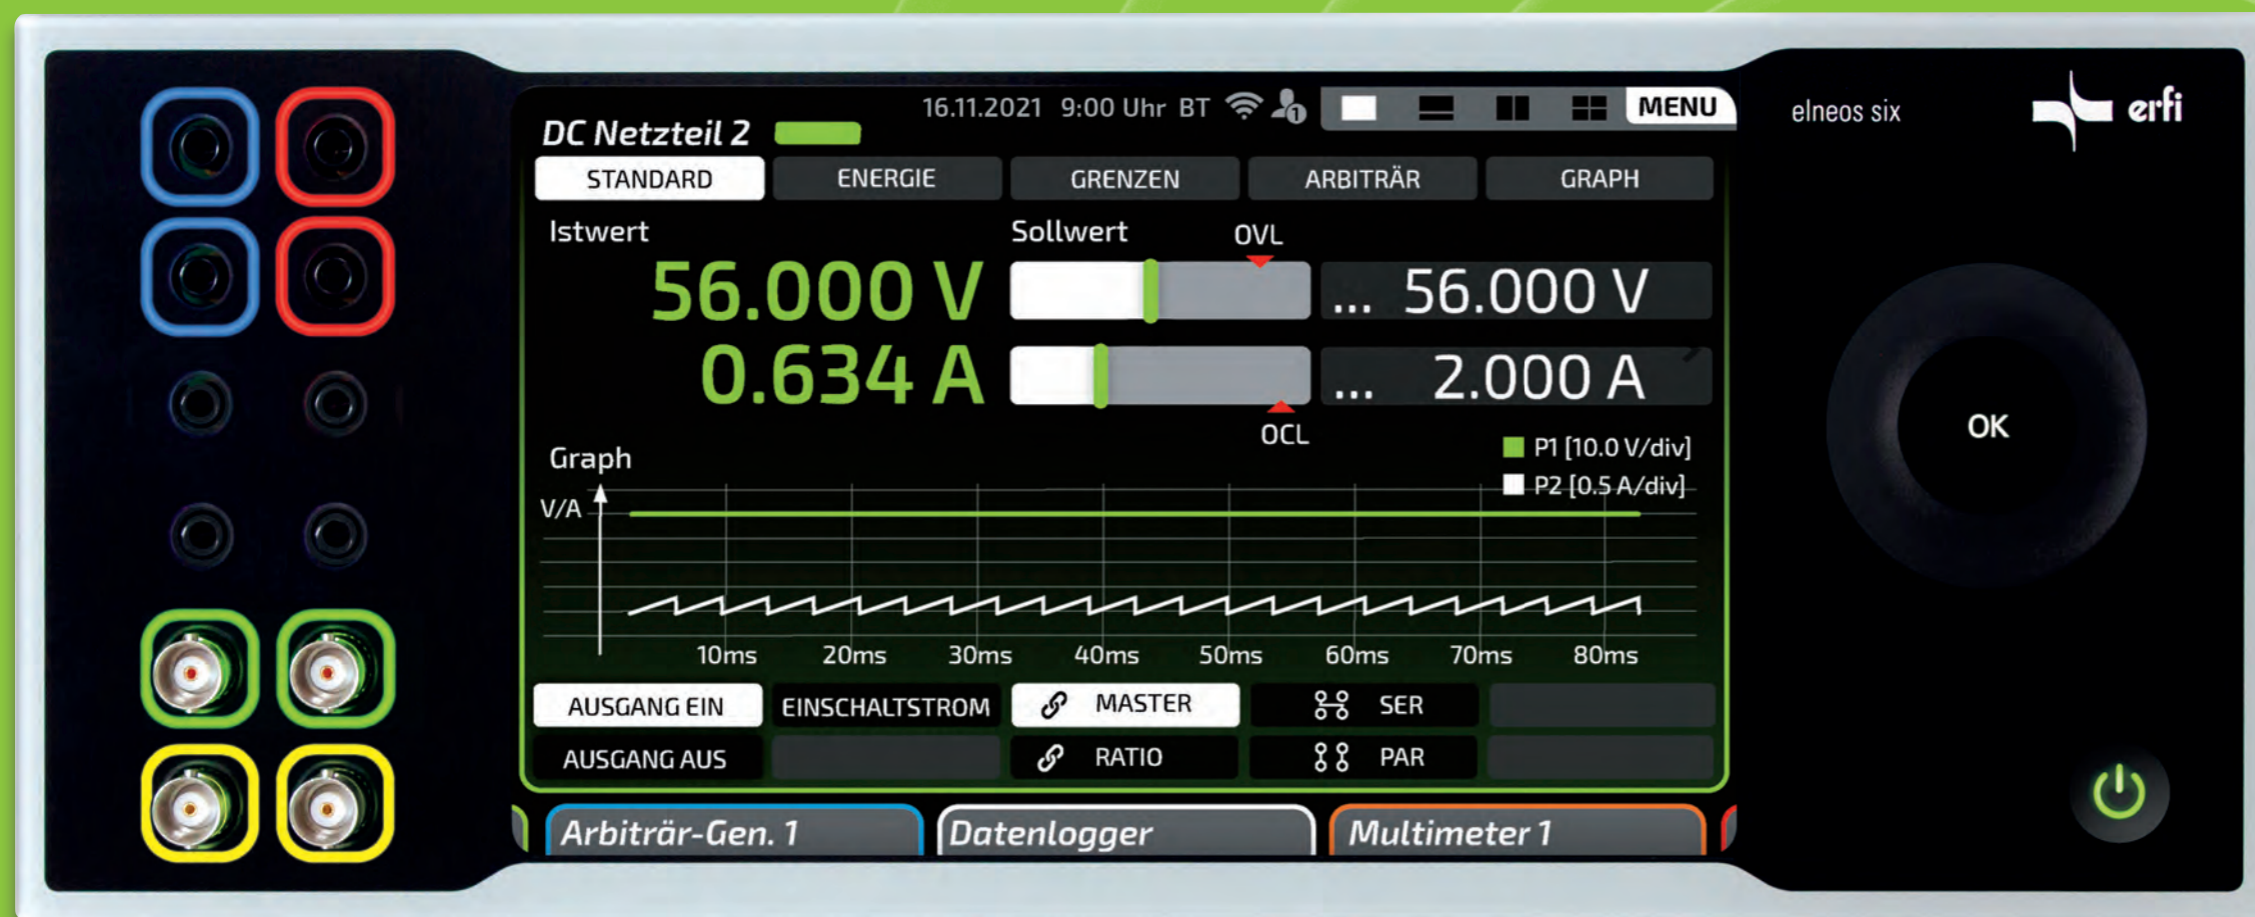 16.11.2021 9:00 Uhr BT 1 MENU
DC Netzteil 2
elneos six
erfi
STANDARD ENERGIE GRENZEN ARBITRÄR GRAPH
Istwert Sollwert OVL
56.000 V ... 56.000 V
0.634 A ... 2.000 A
OCL
Graph
P1 [10.0 V/div]
P2 [0.5 A/div]
V/A
10ms 20ms 30ms 40ms 50ms 60ms 70ms 80ms
OK
AUSGANG EIN EINSCHALTSTROM MASTER SER
AUSGANG AUS RATIO PAR
Arbiträr-Gen. 1 Datenlogger Multimeter 1